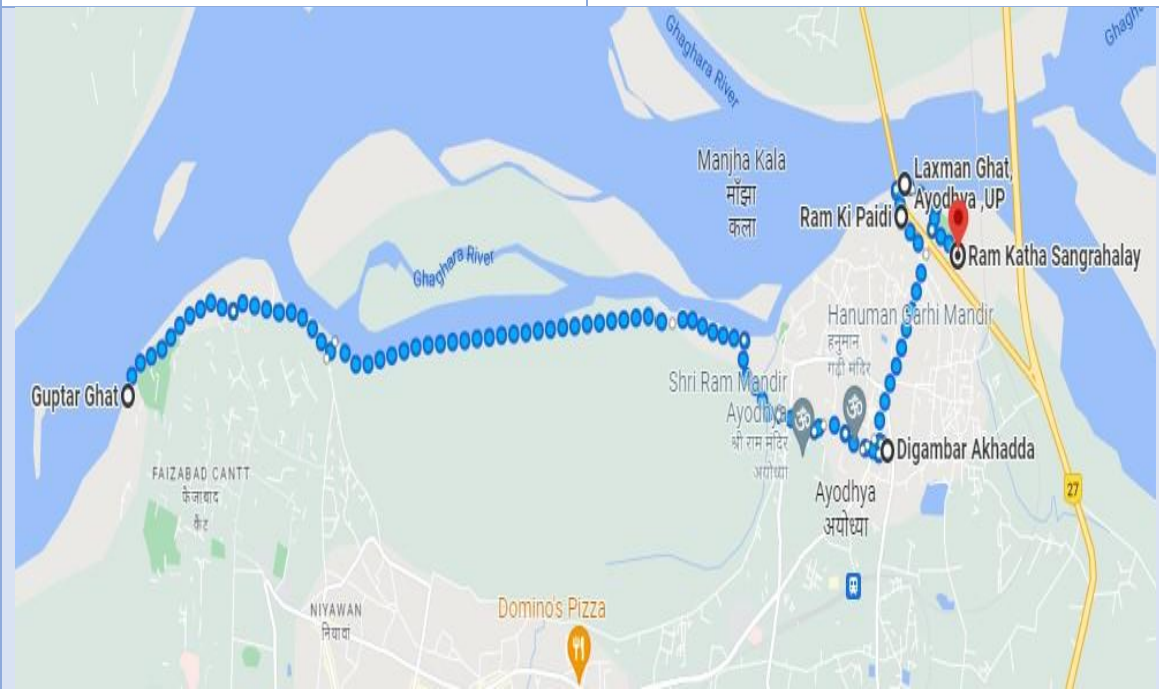 Ghaghara River
Ghagh
Manjha Kala
माँझा
कला
Laxman Ghat,
Ayodhya ,UP
Ram Ki Paidi
Ram Katha Sangrahalay
Ghaghara River
Hanuman Garhi Mandir
हनुमान
गढ़ी मंदिर
Guptar Ghat
Shri Ram Mandir
Ayodhya
श्री राम मंदिर
अयोध्या
Digambar Akhadda
FAIZABAD CANTT
फैजाबाद
कैंट
Ayodhya
अयोध्या
27
NIYAWAN
नियावां
Domino's Pizza